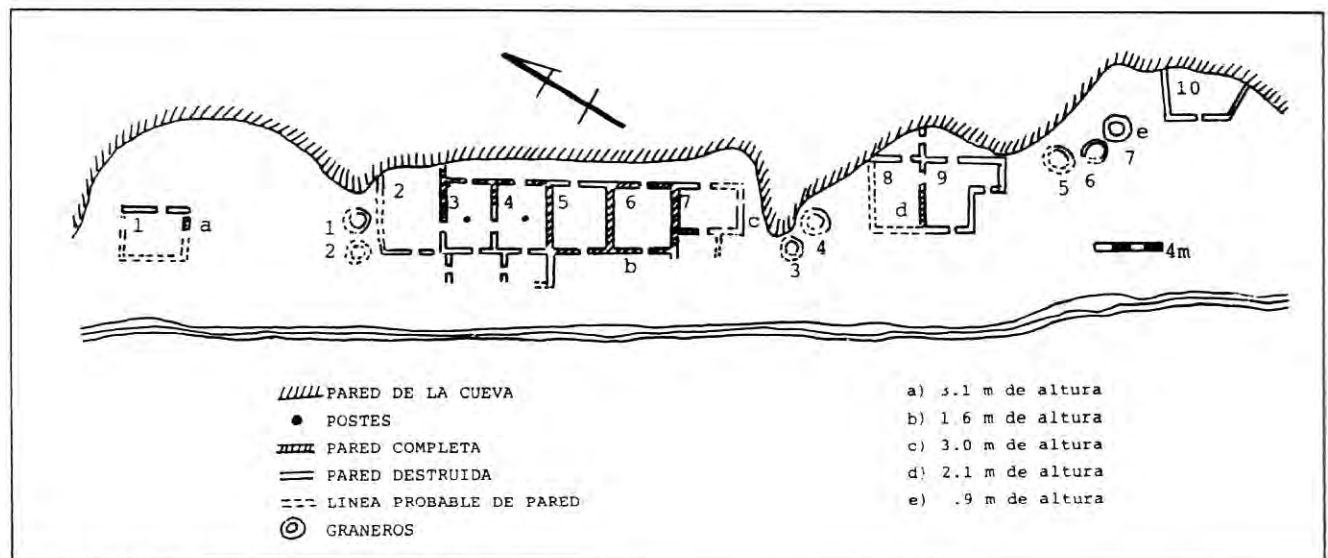 10
e
7
6
5
2
3
4
5
6
7
8
9
1
a
1
2
c
4
3
d
b
4m
PARED DE LA CUEVA
POSTES
PARED COMPLETA
PARED DESTRUIDA
LINEA PROBABLE DE PARED
GRANEROS
a) 3.1 m de altura
b) 1.6 m de altura
c) 3.0 m de altura
d) 2.1 m de altura
e) .9 m de altura